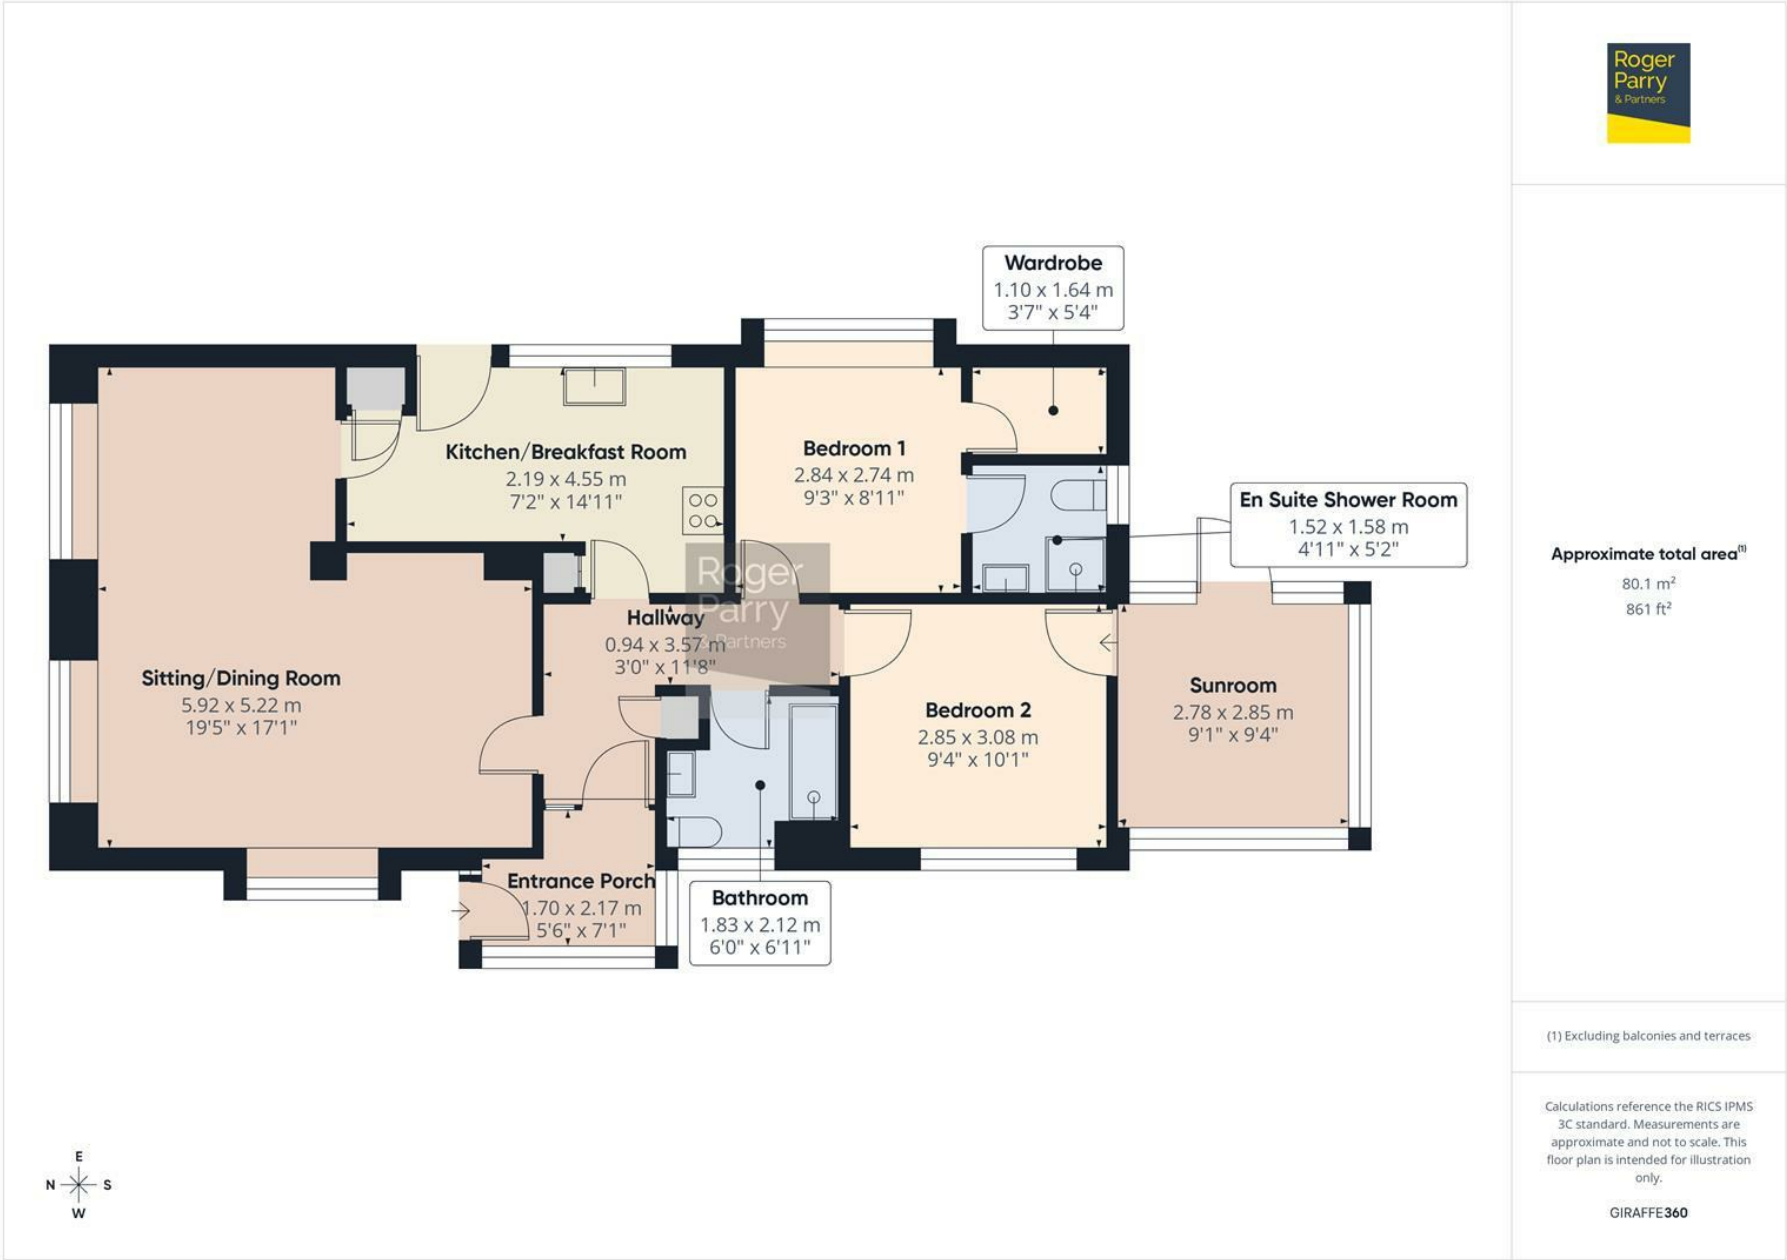 Roger
Parry
& Partners
Wardrobe
1.10 x 1.64 m
3'7" x 5'4"
Kitchen/Breakfast Room
2.19 x 4.55 m
7'2" x 14'11"
Bedroom 1
2.84 x 2.74 m
9'3" x 8'11"
En Suite Shower Room
1.52 x 1.58 m
4'11" x 5'2"
Approximate total area(1)
80.1 m²
861 ft²
Roger
Parry
& Partners
Hallway
0.94 x 3.57 m
3'0" x 11'8"
Sitting/Dining Room
5.92 x 5.22 m
19'5" x 17'1"
Bedroom 2
2.85 x 3.08 m
9'4" x 10'1"
Sunroom
2.78 x 2.85 m
9'1" x 9'4"
Entrance Porch
1.70 x 2.17 m
5'6" x 7'1"
Bathroom
1.83 x 2.12 m
6'0" x 6'11"
(1) Excluding balconies and terraces
Calculations reference the RICS IPMS
3C standard. Measurements are
approximate and not to scale. This
floor plan is intended for illustration
only.
GIRAFFE360
E
N S
W